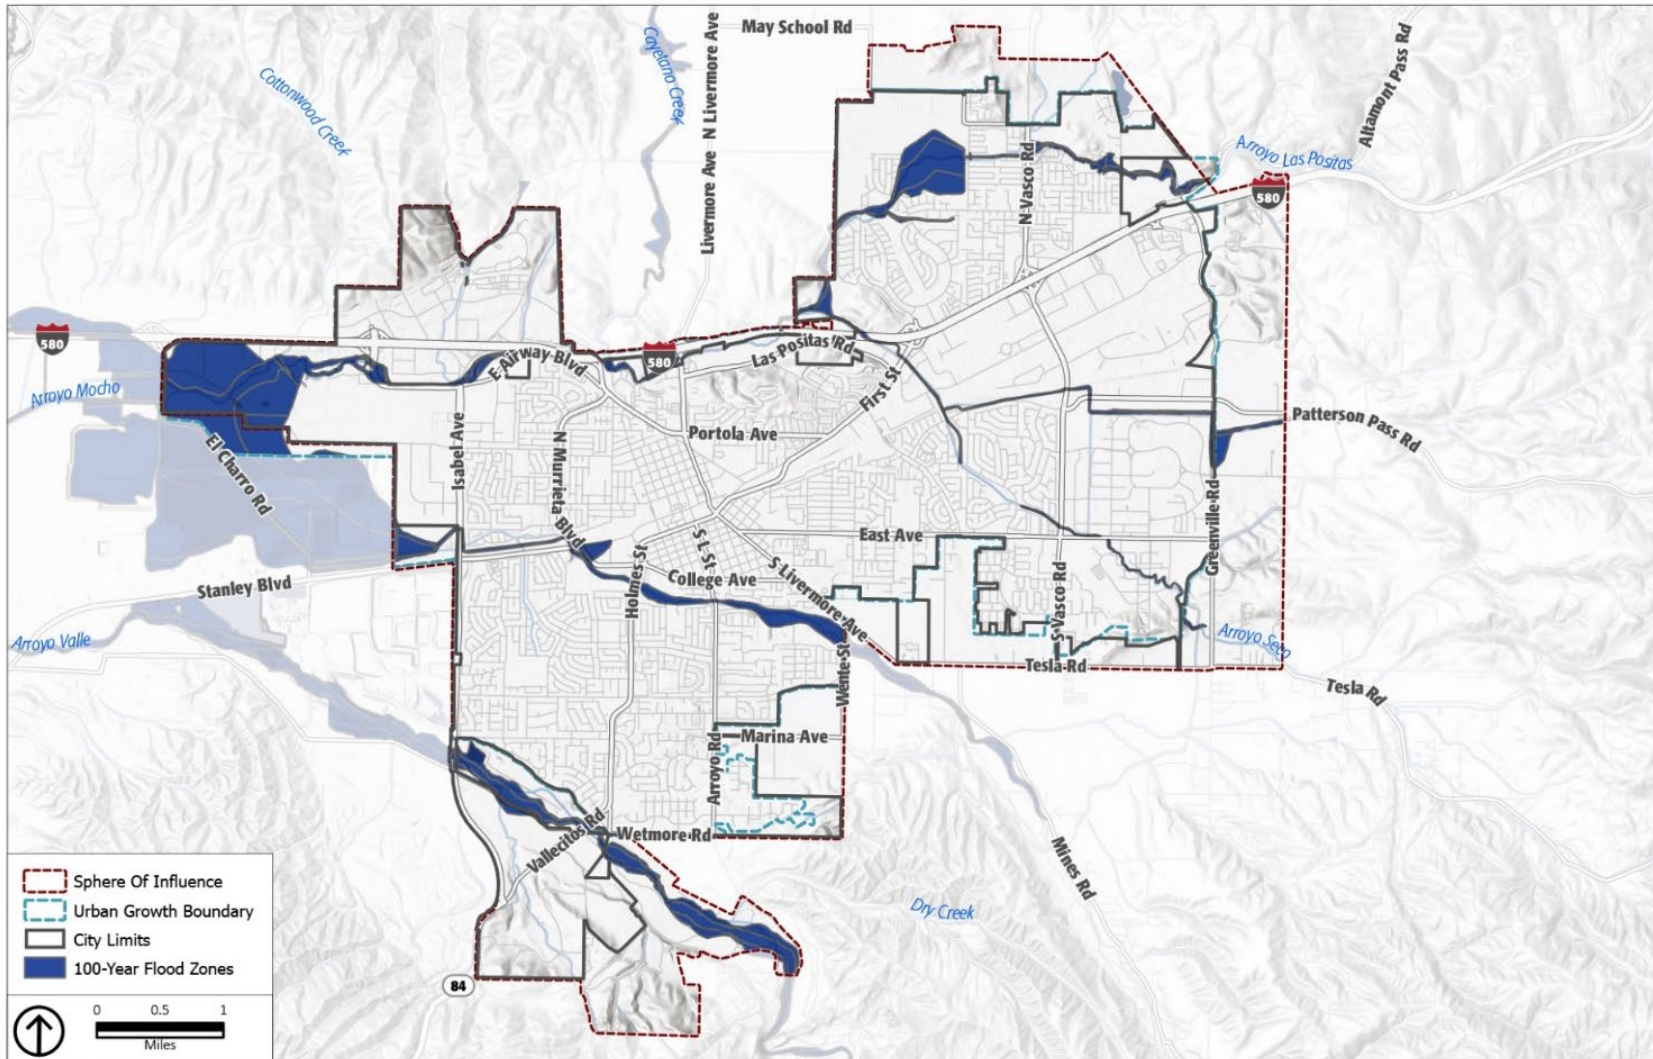 May School Rd
Cottonwood Creek
Cayetano Creek
N Livermore Ave
Livermore Ave
Altamont Pass Rd
N Vasco Rd
Arroyo Las Positas
580
580
580
Arroyo Mocho
E Airway Blvd
Las Positas Rd
First St
Portola Ave
Isabel Ave
N Murrieta Blvd
El Charro Rd
Patterson Pass Rd
Greenville Rd
East Ave
S L St
S Livermore Ave
Holmes St
College Ave
Stanley Blvd
S Vasco Rd
Arroyo Valle
Arroyo Seco
Wente St
Tesla Rd
Tesla Rd
Marina Ave
Arroyo Rd
Wetmore Rd
Vallecitos Rd
Mines Rd
Dry Creek
84
Sphere Of Influence
Urban Growth Boundary
City Limits
100-Year Flood Zones
0 0.5 1
Miles